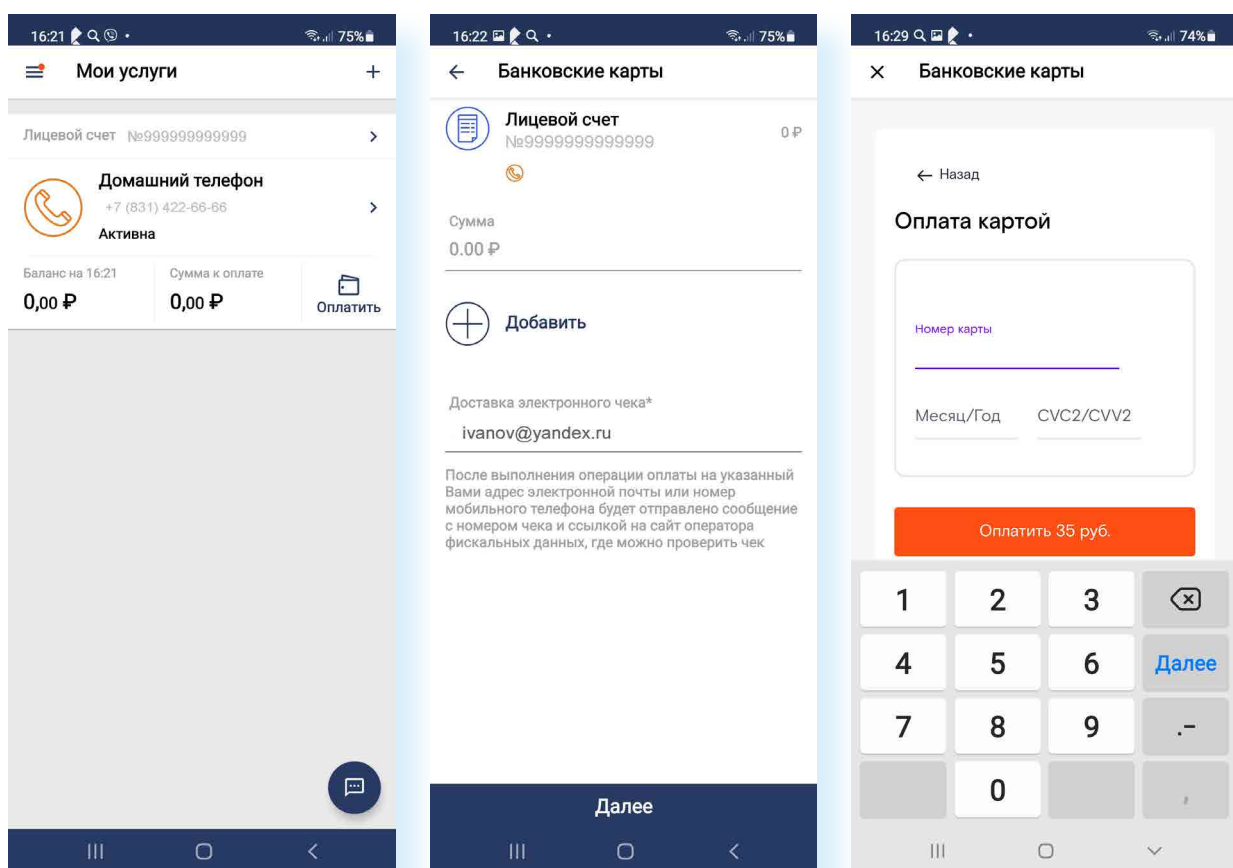 16:21
75%
Мои услуги
Лицевой счет №999999999999
Домашний телефон
+7 (831) 422-66-66
Активна
Баланс на 16:21
0,00 ₽
Сумма к оплате
0,00 ₽
Оплатить
16:22
75%
Банковские карты
Лицевой счет
№9999999999999
0 ₽
Сумма
0.00 ₽
Добавить
Доставка электронного чека*
ivanov@yandex.ru
После выполнения операции оплаты на указанный
Вами адрес электронной почты или номер
мобильного телефона будет отправлено сообщение
с номером чека и ссылкой на сайт оператора
фискальных данных, где можно проверить чек
Далее
16:29
74%
Банковские карты
Назад
Оплата картой
Номер карты
Месяц/Год
CVC2/CVV2
Оплатить 35 руб.
1 2 3
4 5 6 Далее
7 8 9 .-
0 ,